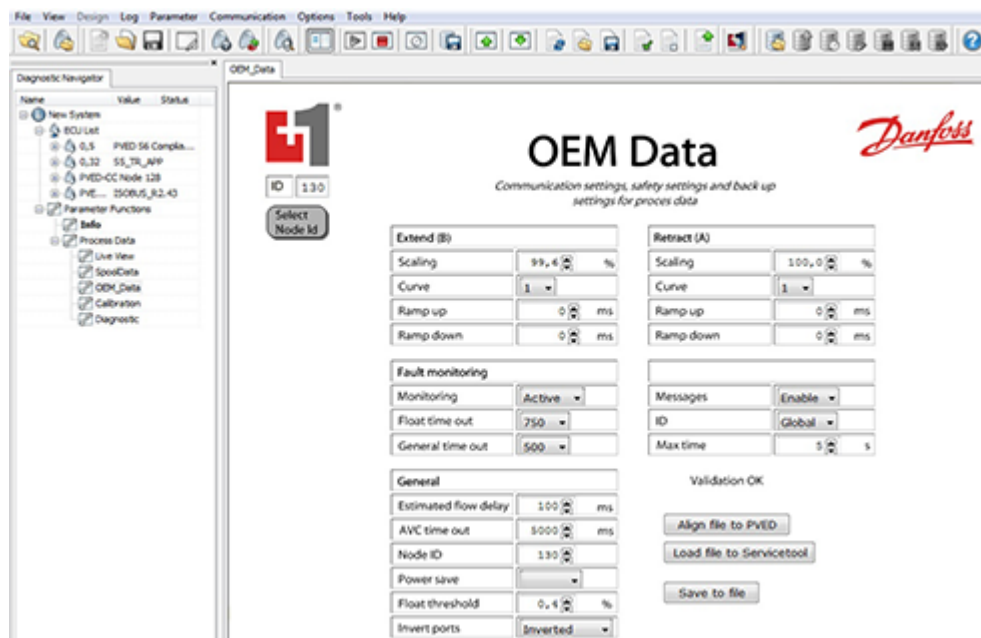 File View Design Log Parameter Communication Options Tools Help
Diagnostic Navigator
OEM_Data
Name Value Status
New System
ECU List
0,5 PVED S6 Complia...
0,32 SS_TR_APP
PVED-CC Node 128
PVE... ISOBUS_R2.43
Parameter Functions
Info
Process Data
Live View
SpoolData
OEM_Data
Calibration
Diagnostic
+1
®
ID 130
Select
Node Id
OEM Data
Communication settings, safety settings and back up
settings for proces data
Danfoss
Extend (B)
Scaling 99,6 %
Curve 1
Ramp up 0 ms
Ramp down 0 ms
Retract (A)
Scaling 100,0 %
Curve 1
Ramp up 0 ms
Ramp down 0 ms
Fault monitoring
Monitoring Active
Float time out 750
General time out 500
Messages Enable
ID Global
Max time 5 s
General
Estimated flow delay 100 ms
AVC time out 5000 ms
Node ID 130
Power save
Float threshold 0,4 %
Invert ports Inverted
Validation OK
Align file to PVED
Load file to Servicetool
Save to file